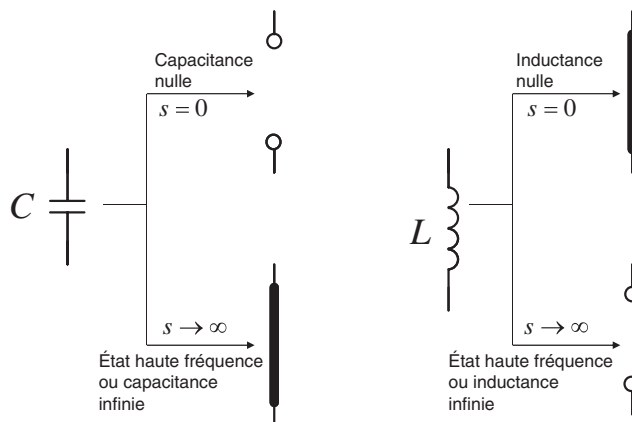 Capacitance
nulle
s = 0
C
s → ∞
État haute fréquence
ou capacitance
infinie
Inductance
nulle
s = 0
L
s → ∞
État haute fréquence
ou inductance
infinie